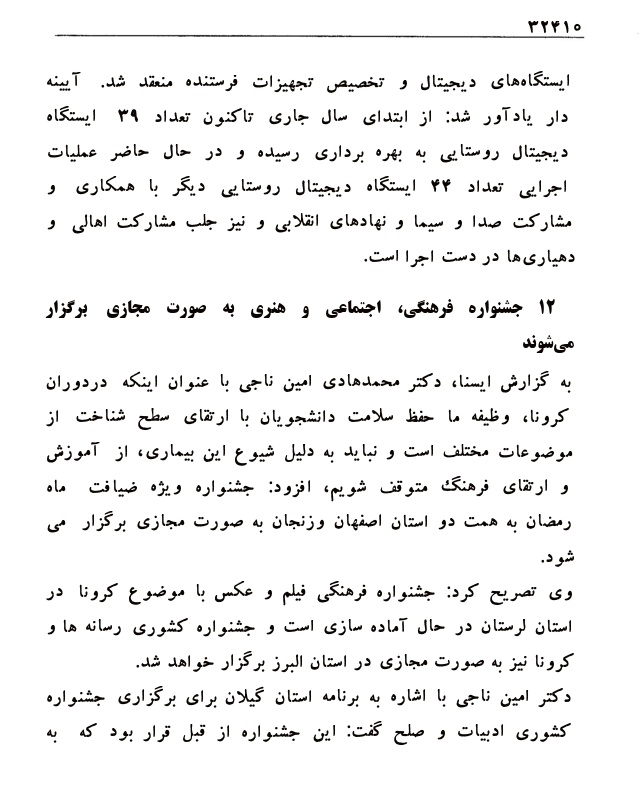 ۳۲۴۱۰
ایستگاه‌های دیجیتال و تخصیص تجهیزات فرستنده منعقد شد. آیینه
دار یادآور شد: از ابتدای سال جاری تاکنون تعداد ۳۹ ایستگاه
دیجیتال روستایی به بهره برداری رسیده و در حال حاضر عملیات
اجرایی تعداد ۴۴ ایستگاه دیجیتال روستایی دیگر با همکاری و
مشارکت صدا و سیما و نهادهای انقلابی و نیز جلب مشارکت اهالی و
دهیاری‌ها در دست اجرا است.
۱۲ جشنواره فرهنگی، اجتماعی و هنری به صورت مجازی برگزار
می‌شوند
به گزارش ایسنا، دکتر محمدهادی امین ناجی با عنوان اینکه دردوران
کرونا، وظیفه ما حفظ سلامت دانشجویان با ارتقای سطح شناخت از
موضوعات مختلف است و نباید به دلیل شیوع این بیماری، از آموزش
و ارتقای فرهنگ متوقف شویم، افزود: جشنواره ویژه ضیافت ماه
رمضان به همت دو استان اصفهان وزنجان به صورت مجازی برگزار می
شود.
وی تصریح کرد: جشنواره فرهنگی فیلم و عکس با موضوع کرونا در
استان لرستان در حال آماده سازی است و جشنواره کشوری رسانه ها و
کرونا نیز به صورت مجازی در استان البرز برگزار خواهد شد.
دکتر امین ناجی با اشاره به برنامه استان گیلان برای برگزاری جشنواره
کشوری ادبیات و صلح گفت: این جشنواره از قبل قرار بود که به